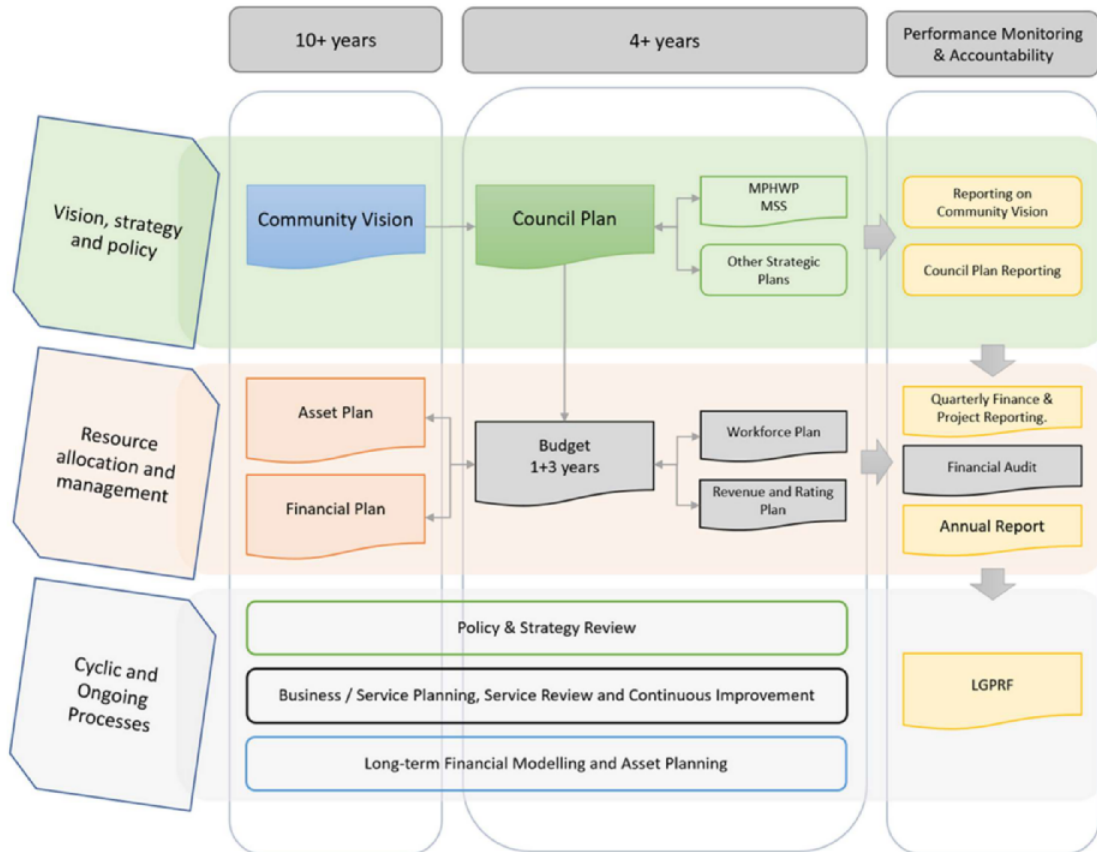 10+ years
4+ years
Performance Monitoring
& Accountability
Vision, strategy
and policy
Community Vision
Council Plan
MPHWP
MSS
Other Strategic
Plans
Reporting on
Community Vision
Council Plan Reporting
Resource
allocation and
management
Asset Plan
Financial Plan
Budget
1+3 years
Workforce Plan
Revenue and Rating
Plan
Quarterly Finance &
Project Reporting.
Financial Audit
Annual Report
Cyclic and
Ongoing
Processes
Policy & Strategy Review
Business / Service Planning, Service Review and Continuous Improvement
Long-term Financial Modelling and Asset Planning
LGPRF